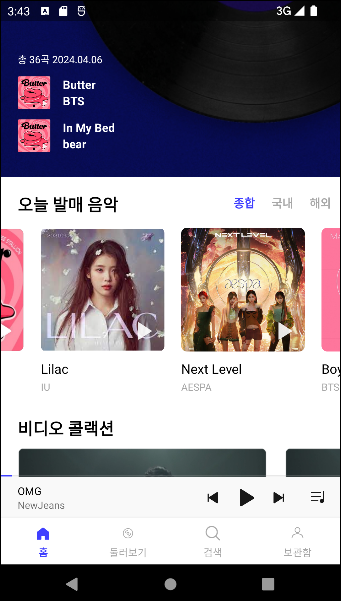 3:43
3G
총 36곡 2024.04.06
Butter
Butter
BTS
Butter
In My Bed
bear
오늘 발매 음악
종합 국내 해외
LILAC
NEXT LEVEL
aespa
Lilac
Next Level
Boy
IU
AESPA
BTS
비디오 콜랙션
OMG
NewJeans
홈
둘러보기
검색
보관함